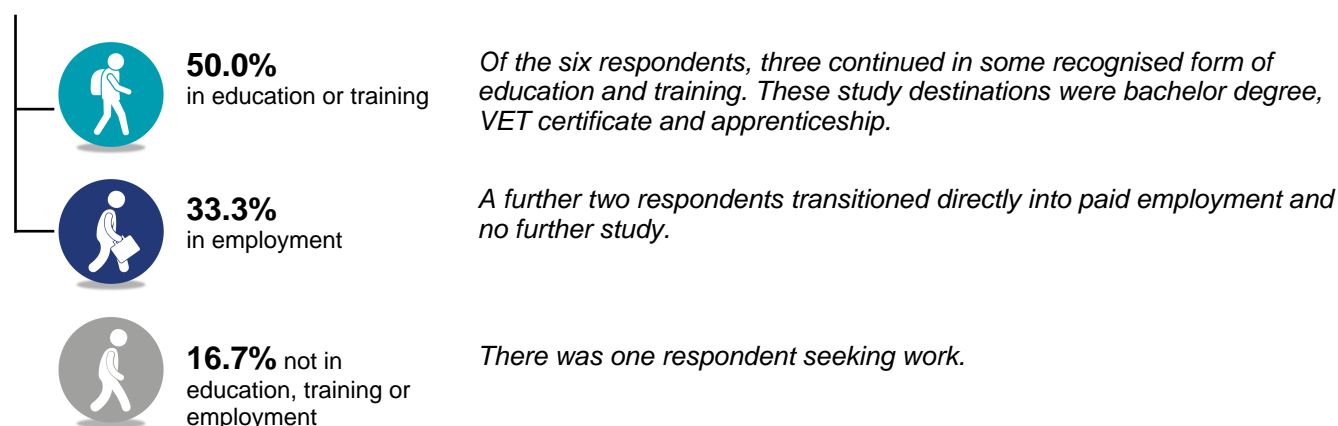 50.0%
in education or training
Of the six respondents, three continued in some recognised form of
education and training. These study destinations were bachelor degree,
VET certificate and apprenticeship.
33.3%
in employment
A further two respondents transitioned directly into paid employment and
no further study.
16.7% not in
education, training or
employment
There was one respondent seeking work.